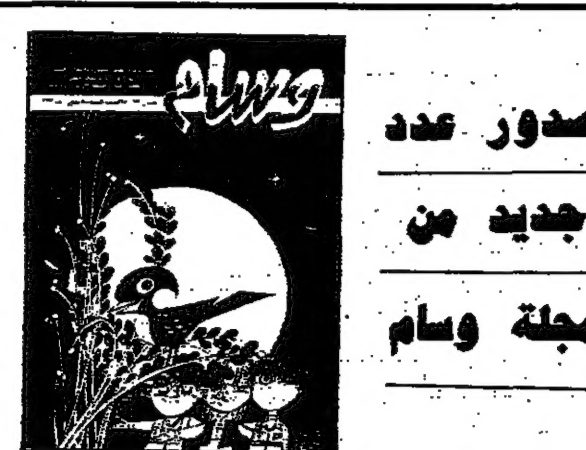 صدور عدد
جديد من
مجلة وسام
وسام